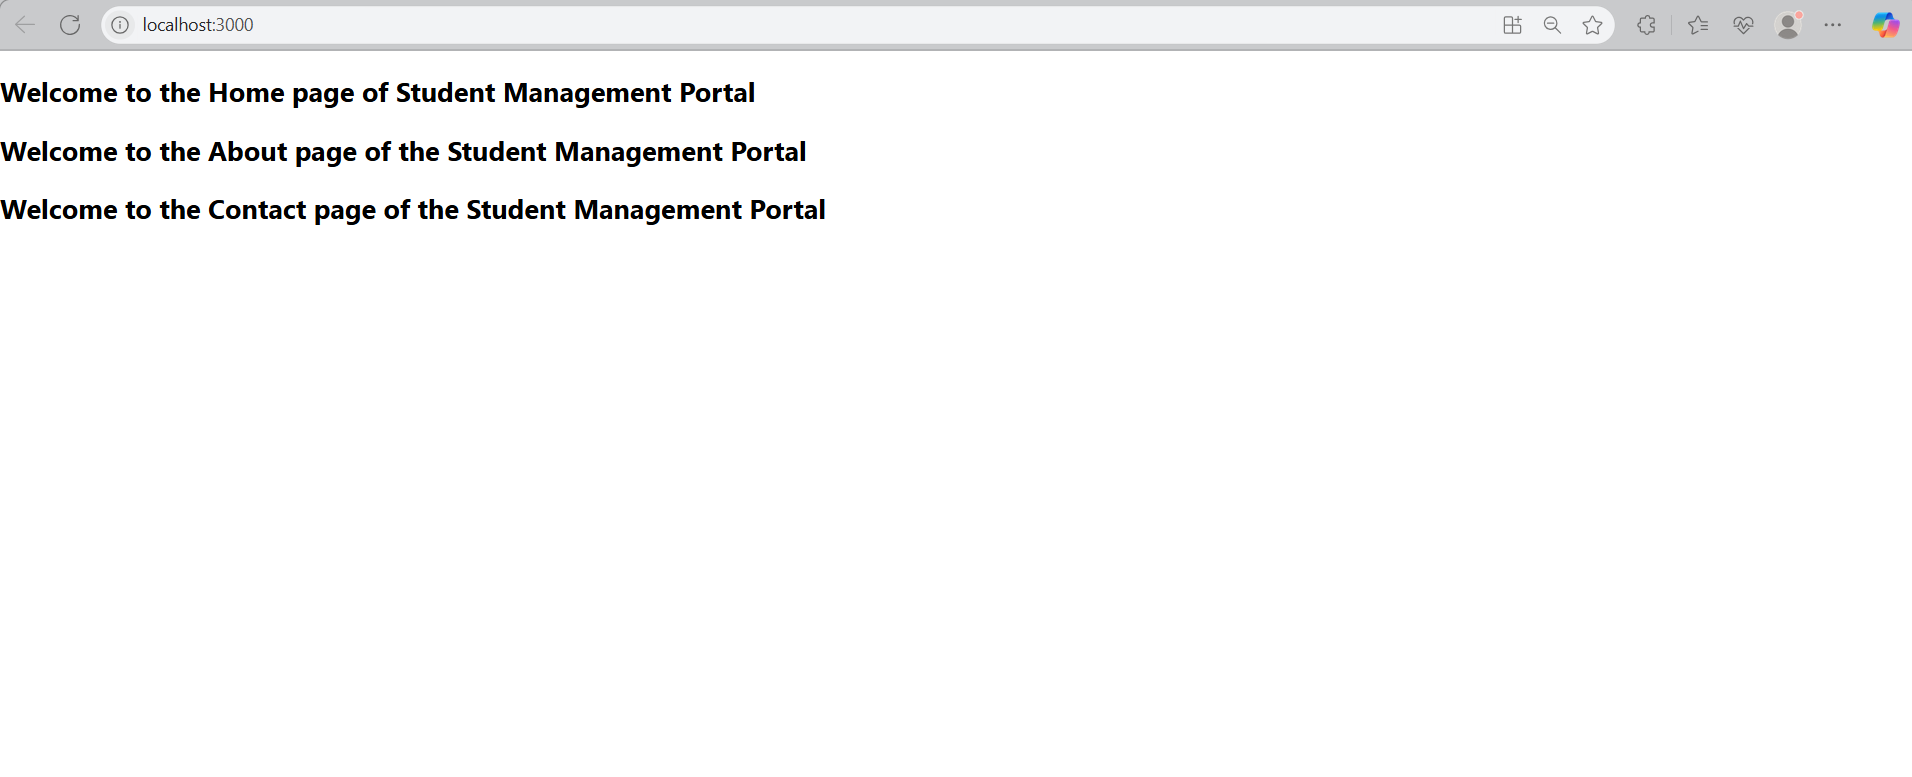 localhost:3000
Welcome to the Home page of Student Management Portal
Welcome to the About page of the Student Management Portal
Welcome to the Contact page of the Student Management Portal